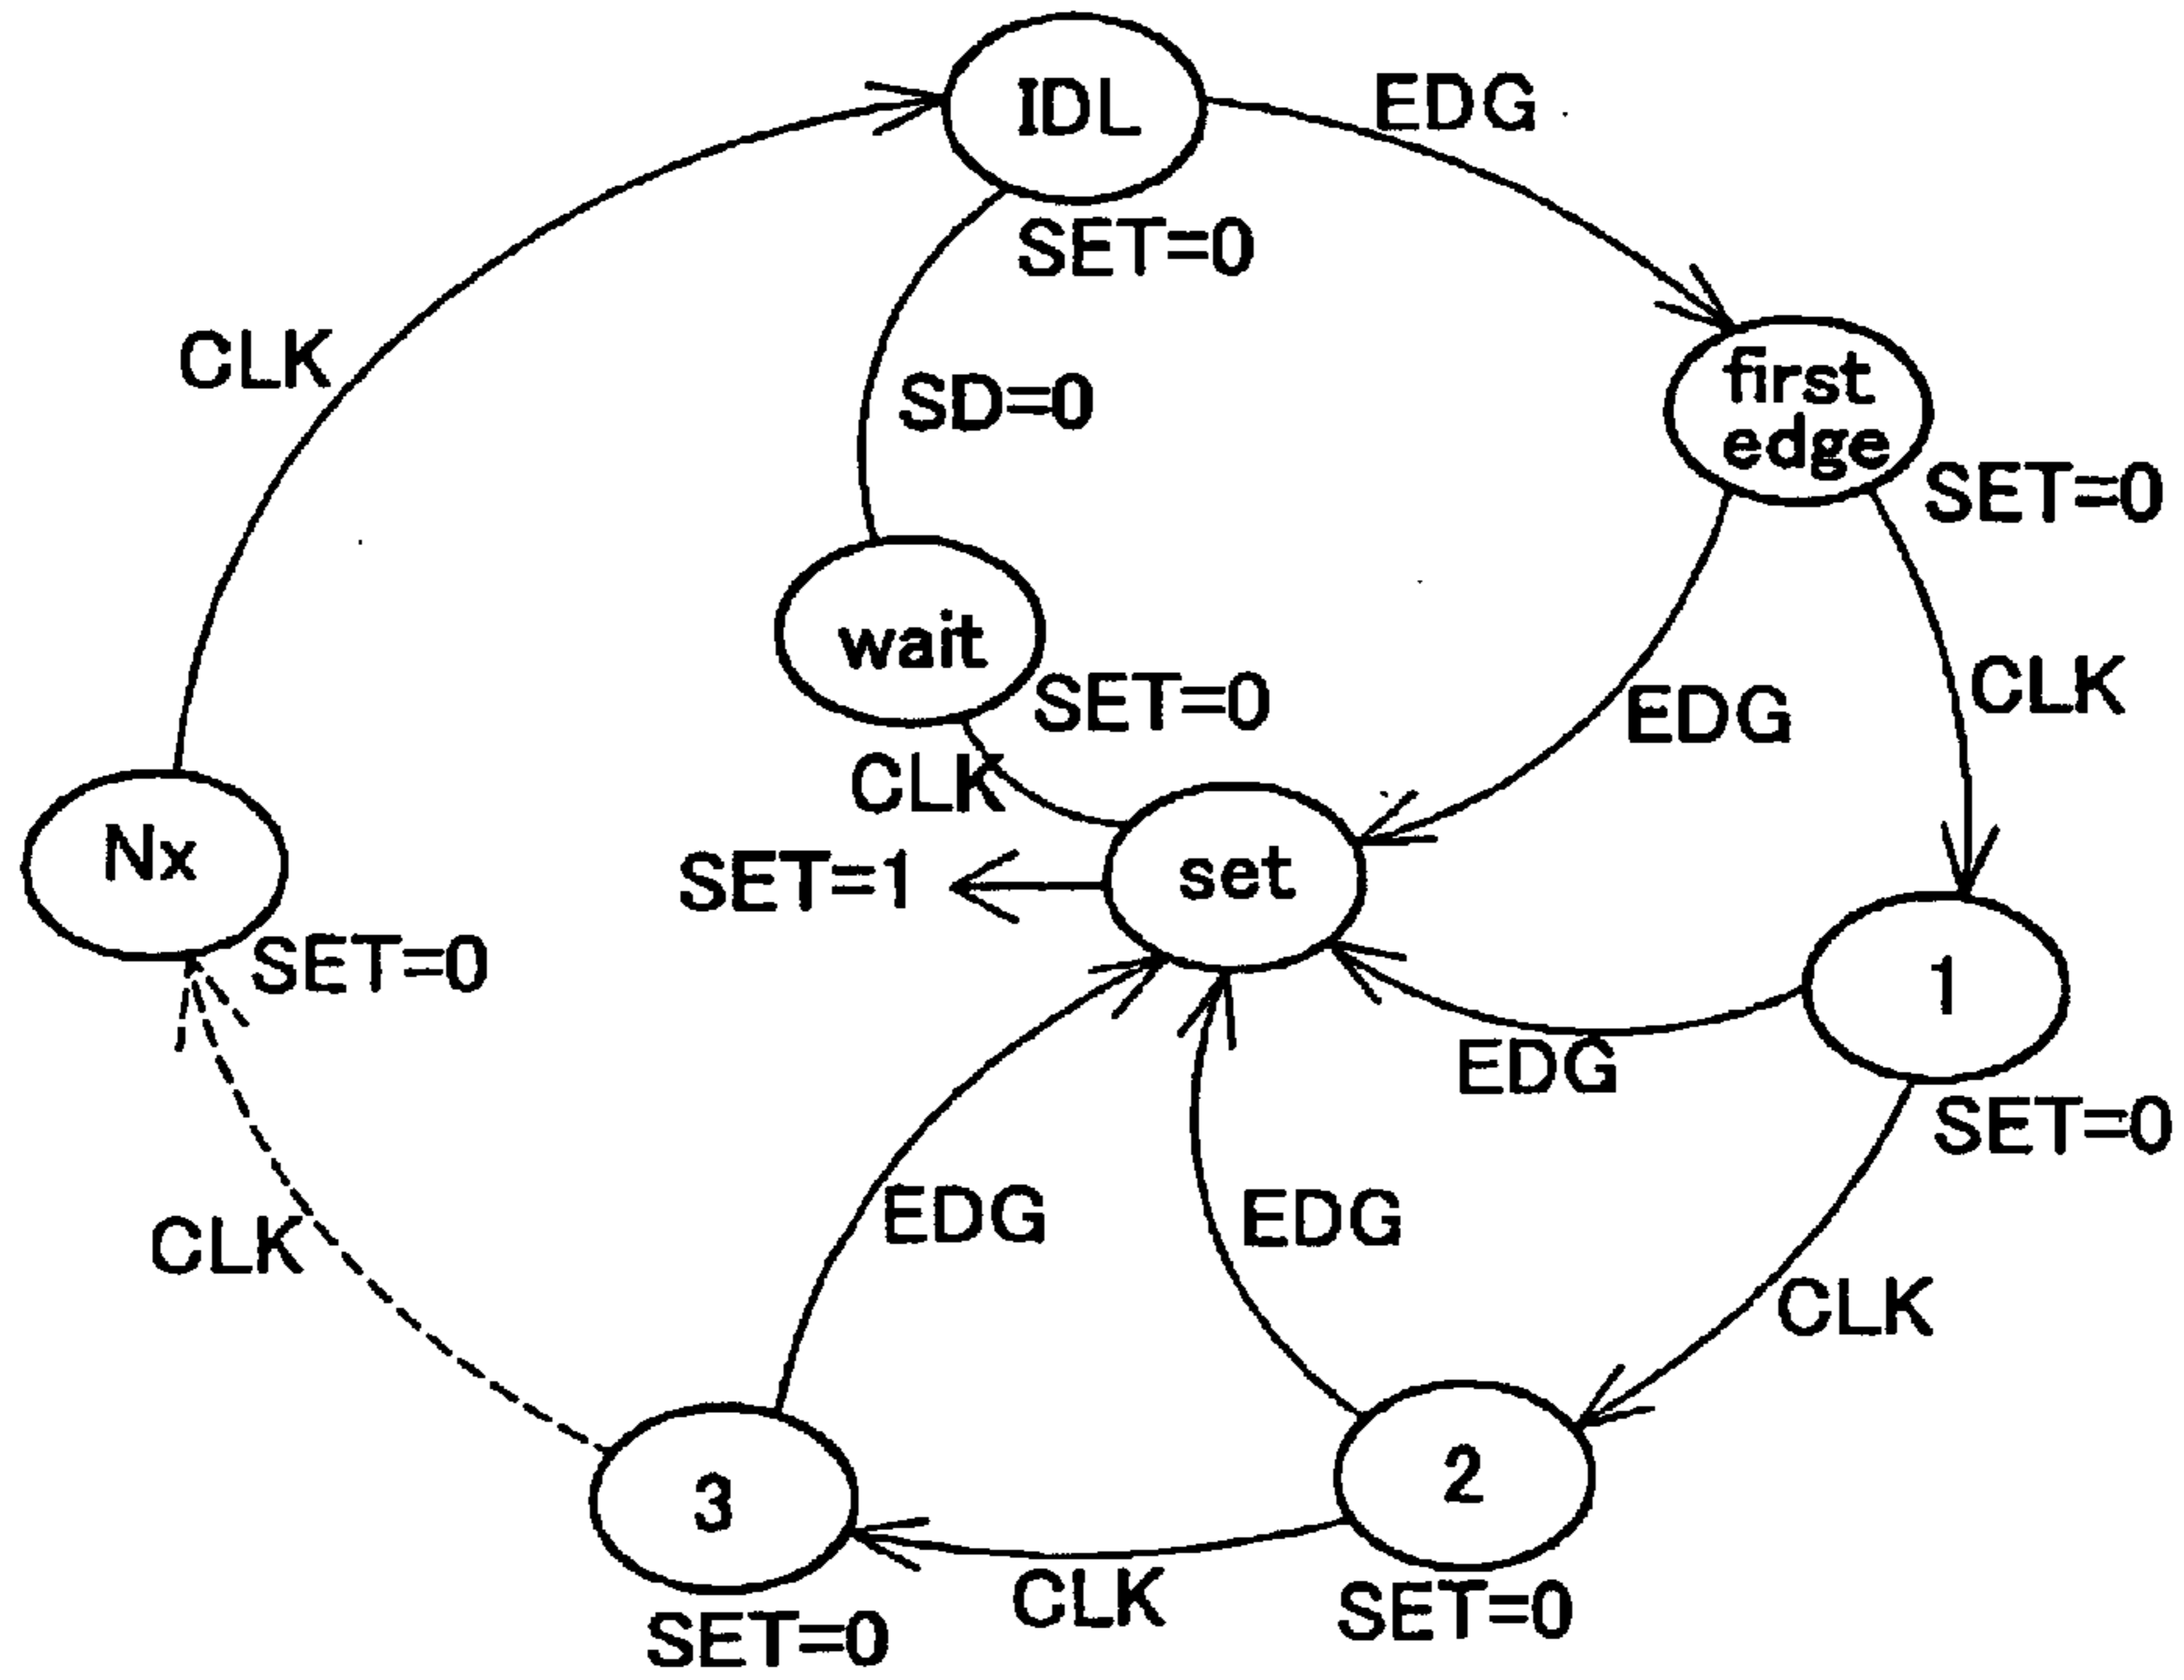 IDL
EDG
SET=0
CLK
first
edge
SD=0
SET=0
wait
SET=0
CLK
EDG
CLK
Nx
SET=1
set
SET=0
1
EDG
SET=0
EDG
EDG
CLK
CLK
2
3
CLK
SET=0
SET=0